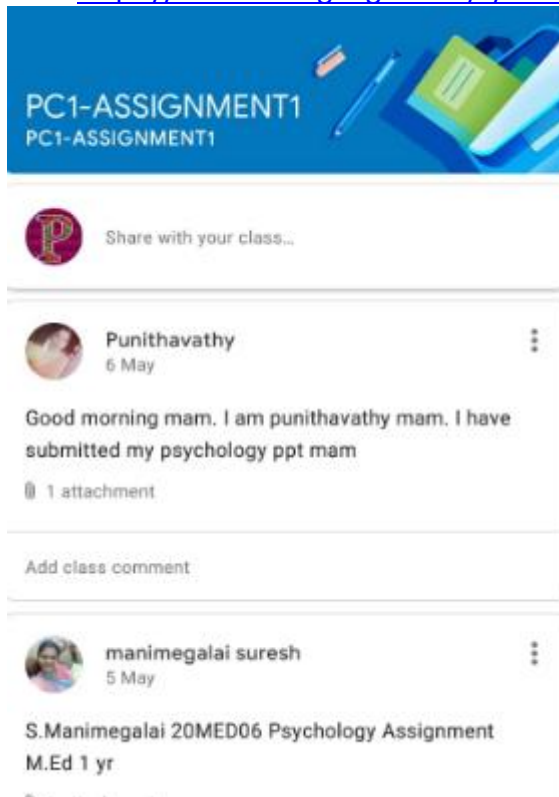 PC1-ASSIGNMENT1
PC1-ASSIGNMENT1
P
Share with your class...
Punithavathy
6 May
Good morning mam. I am punithavathy mam. I have
submitted my psychology ppt mam
1 attachment
Add class comment
manimegalai suresh
5 May
S.Manimegalai 20MED06 Psychology Assignment
M.Ed 1 yr